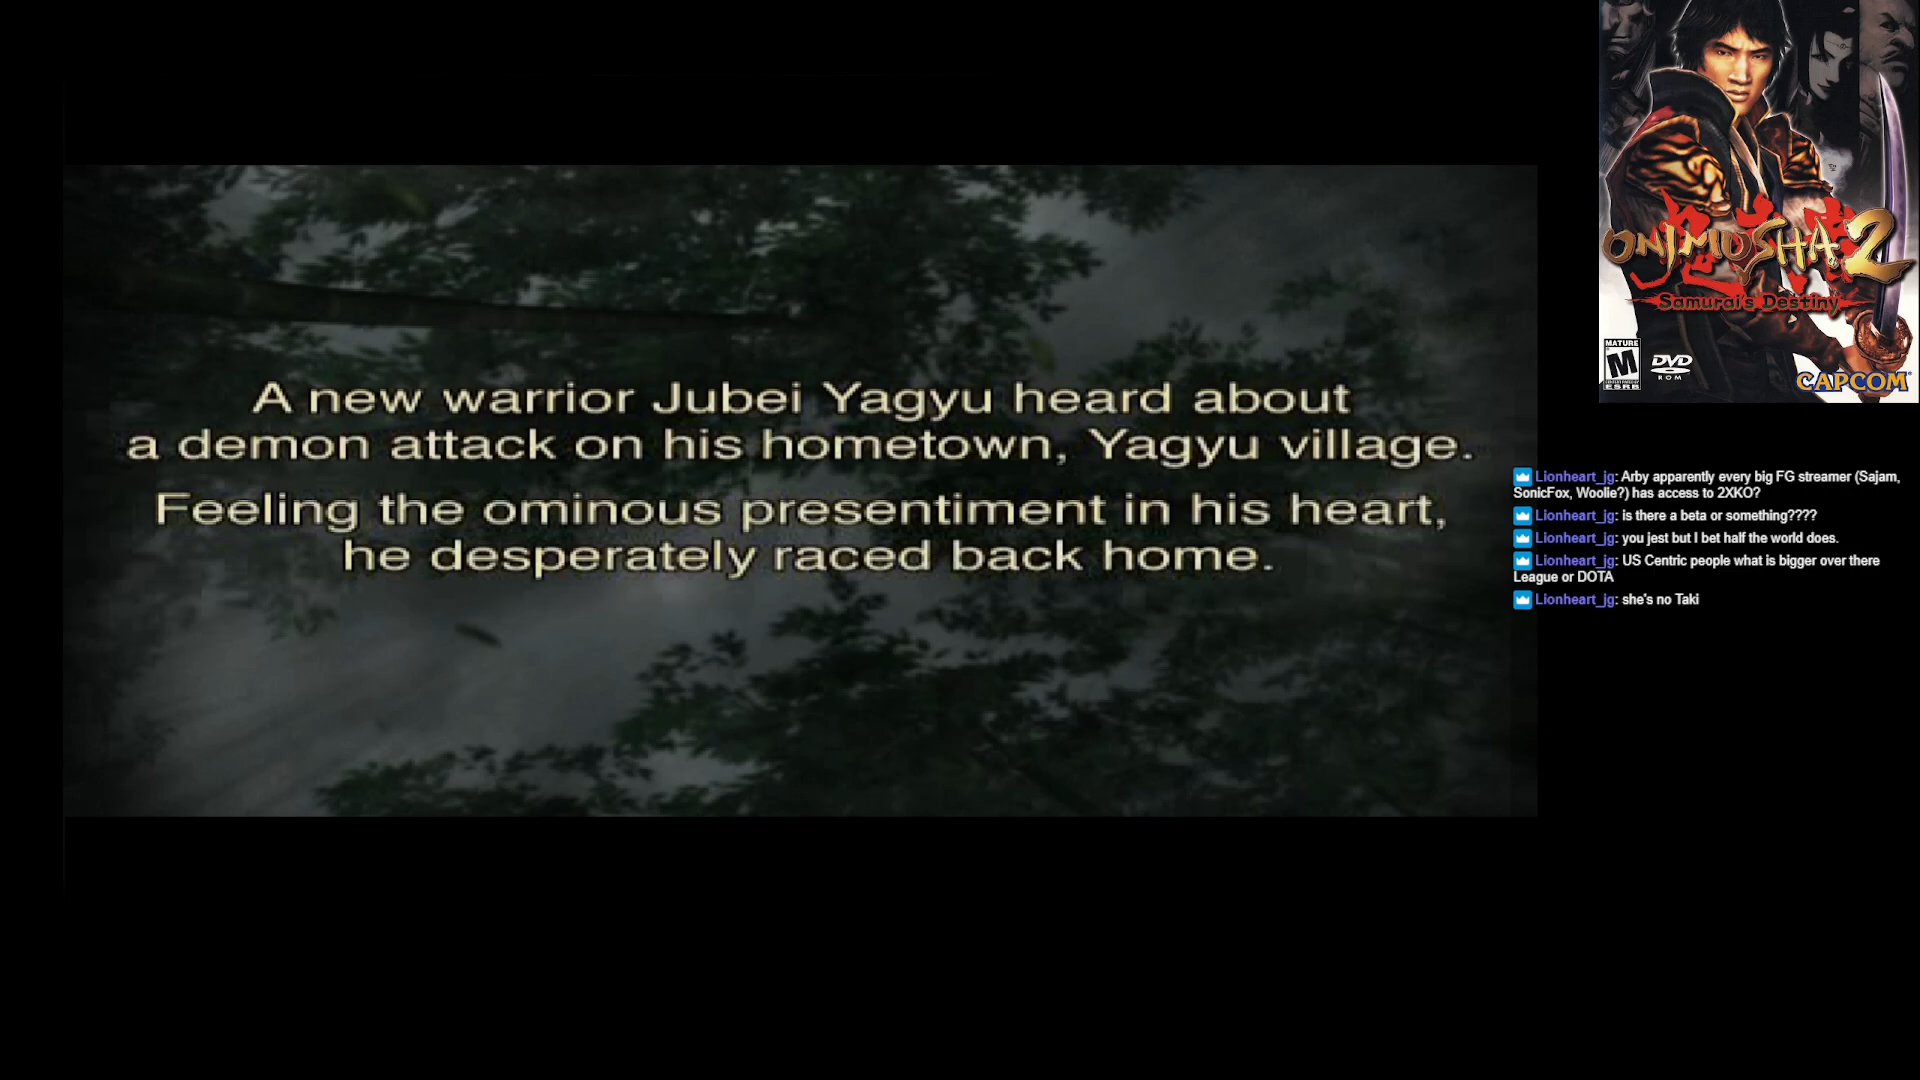 A new warrior Jubei Yagyu heard about
a demon attack on his hometown, Yagyu village.
Feeling the ominous presentiment in his heart,
he desperately raced back home.
ONIMUSHA 2
Samurai's Destiny
MATURE
M
ESRB
DVD
ROM
CAPCOM
Lionheart_jg: Arby apparently every big FG streamer (Sajam,
SonicFox, Woolie?) has access to 2XKO?
Lionheart_jg: is there a beta or something????
Lionheart_jg: you jest but I bet half the world does.
Lionheart_jg: US Centric people what is bigger over there
League or DOTA
Lionheart_jg: she's no Taki